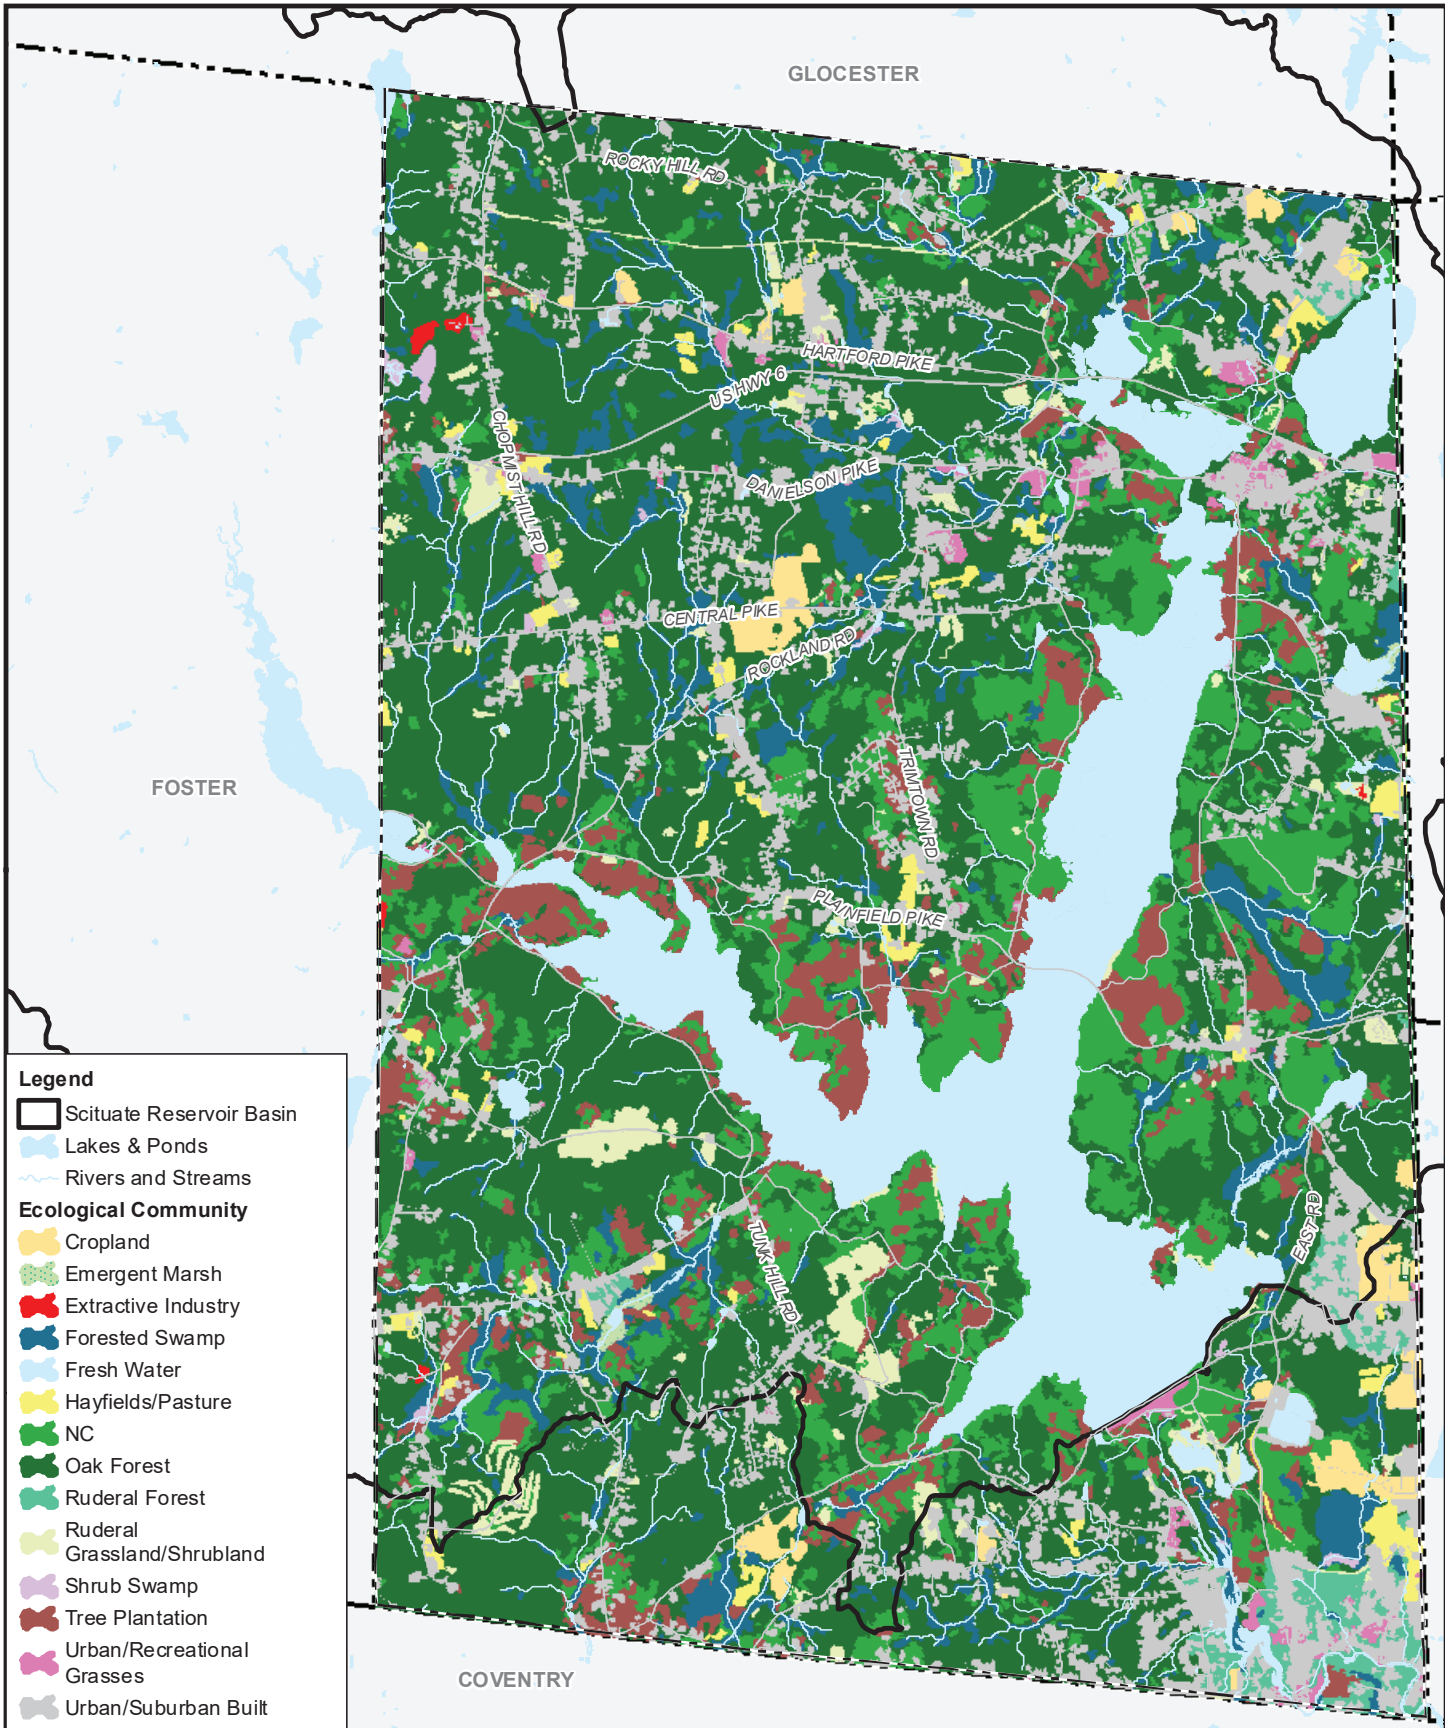 GLOCESTER
ROCKY HILL RD
HARTFORD PIKE
US HWY 6
CHOPMIST HILL RD
DANIELSON PIKE
CENTRAL PIKE
ROCKLAND RD
TRIMTOWN RD
FOSTER
PLAINFIELD PIKE
EAST RD
TUNK HILL RD
COVENTRY
Legend
Scituate Reservoir Basin
Lakes & Ponds
Rivers and Streams
Ecological Community
Cropland
Emergent Marsh
Extractive Industry
Forested Swamp
Fresh Water
Hayfields/Pasture
NC
Oak Forest
Ruderal Forest
Ruderal
Grassland/Shrubland
Shrub Swamp
Tree Plantation
Urban/Recreational
Grasses
Urban/Suburban Built